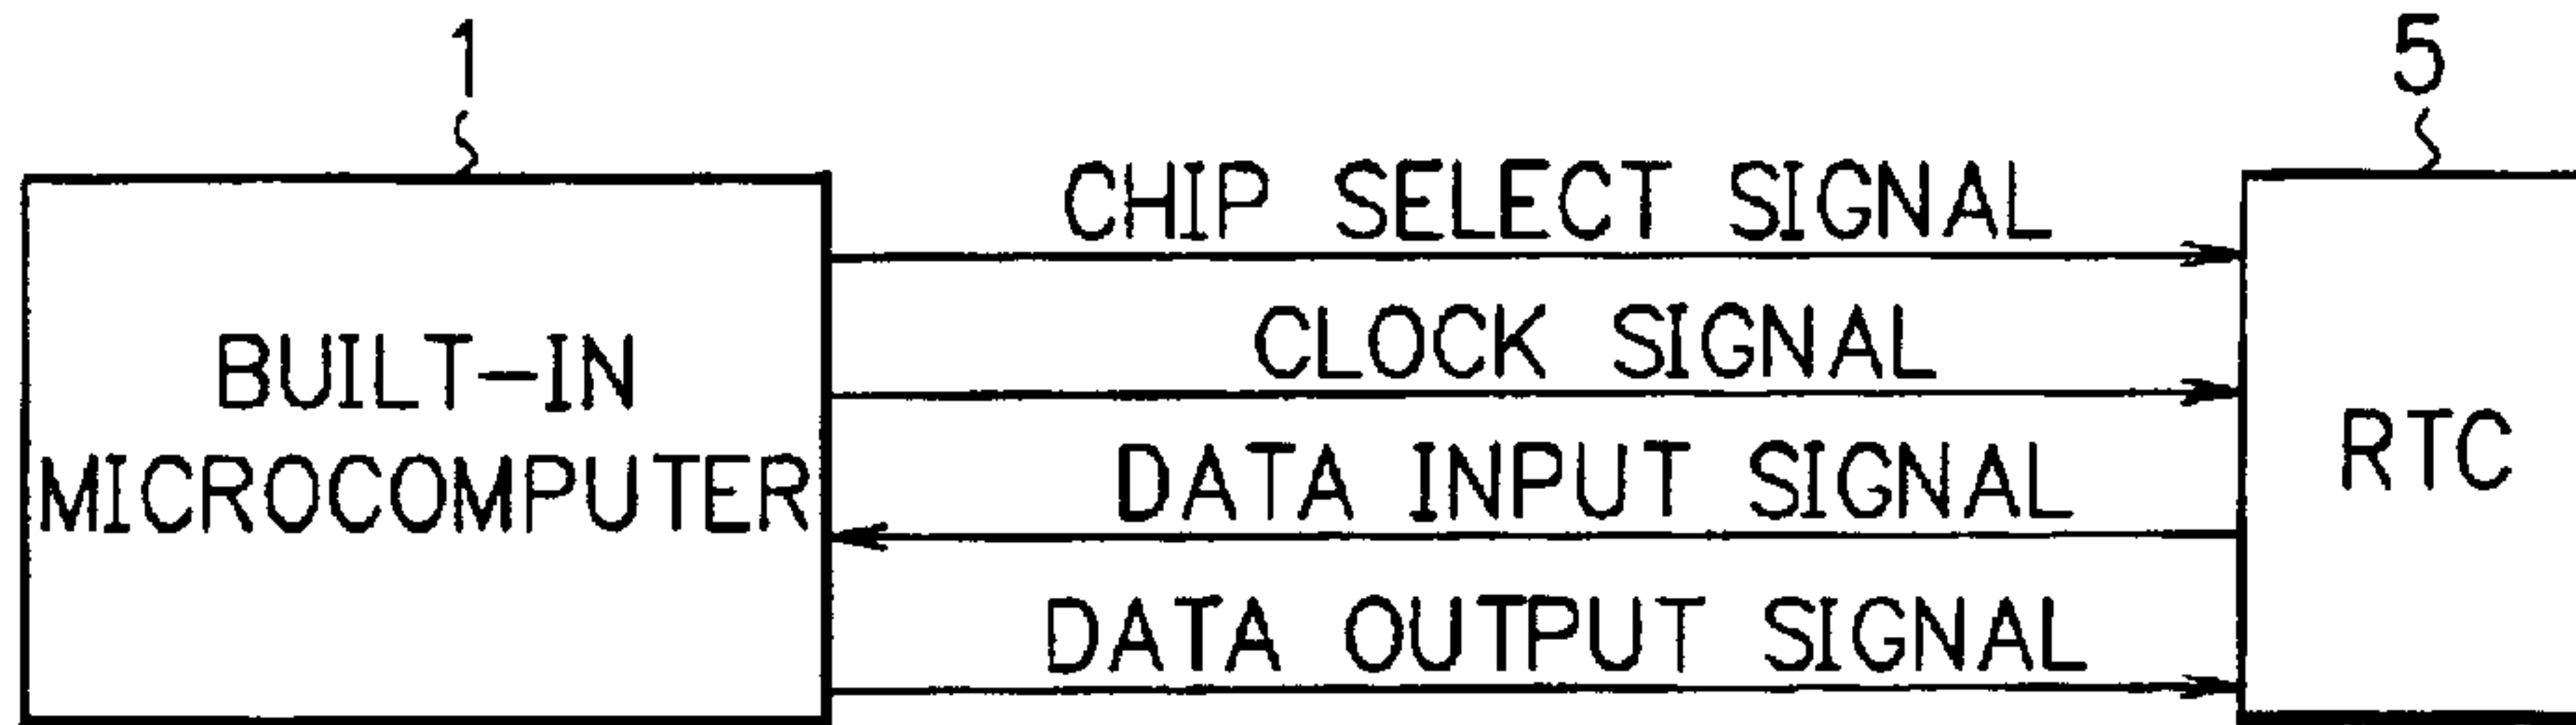 1
5
CHIP SELECT SIGNAL
CLOCK SIGNAL
BUILT-IN
MICROCOMPUTER
DATA INPUT SIGNAL
RTC
DATA OUTPUT SIGNAL